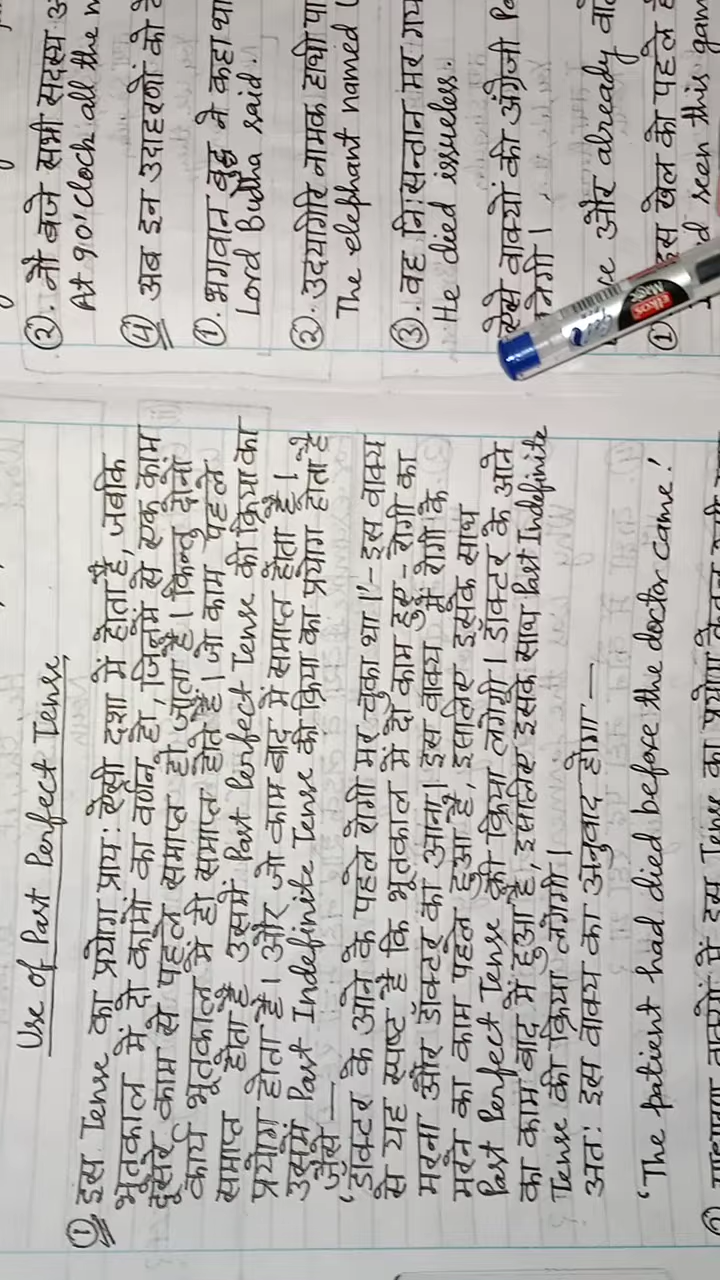 Use of Past Perfect Tense
① इस Tense का प्रयोग प्राय: ऐसी दशा में होता है, जबकि
भूतकाल में दो कामों का वर्णन हो, जिनमें से एक काम
दूसरे काम से पहले समाप्त हो जाता है। किन्तु दोनों
कार्य भूतकाल में ही समाप्त होते हैं। जो काम पहले
समाप्त होता है उसमें Past Perfect Tense की क्रिया का
प्रयोग होता है। और जो काम बाद में समाप्त होता है।
उसमें Past Indefinite Tense की क्रिया का प्रयोग होता है
जैसे —
'डॉक्टर के आने के पहले रोगी मर चुका था।' – इस वाक्य
से यह स्पष्ट है कि भूतकाल में दो काम हुए - रोगी का
मरना और डॉक्टर का आना। इस वाक्य में रोगी के
मरने का काम पहले हुआ है, इसलिए इसके साथ
Past Perfect Tense की क्रिया लगेगी। डॉक्टर के आने
का काम बाद में हुआ है, इसलिए इसके साथ Past Indefinite
Tense की क्रिया लगेगी।
अत: इस वाक्य का अनुवाद होगा —
'The patient had died before the doctor came.'
में इस Tense का प्रयोग
②. नौ बजे सभी सदस्य
At 9 o'clock all the
④ अब इन उदाहरणों को
①. भगवान बुद्ध ने कहा था
Lord Budha said.
②. उदयगिरि नामक हाथी
The elephant named
③. वह नि:सन्तान मर गया
He died issueless.
ऐसे वाक्यों की अंग्रेजी
बनेगी।
और already
① इस खेल को पहले
seen this
elkos